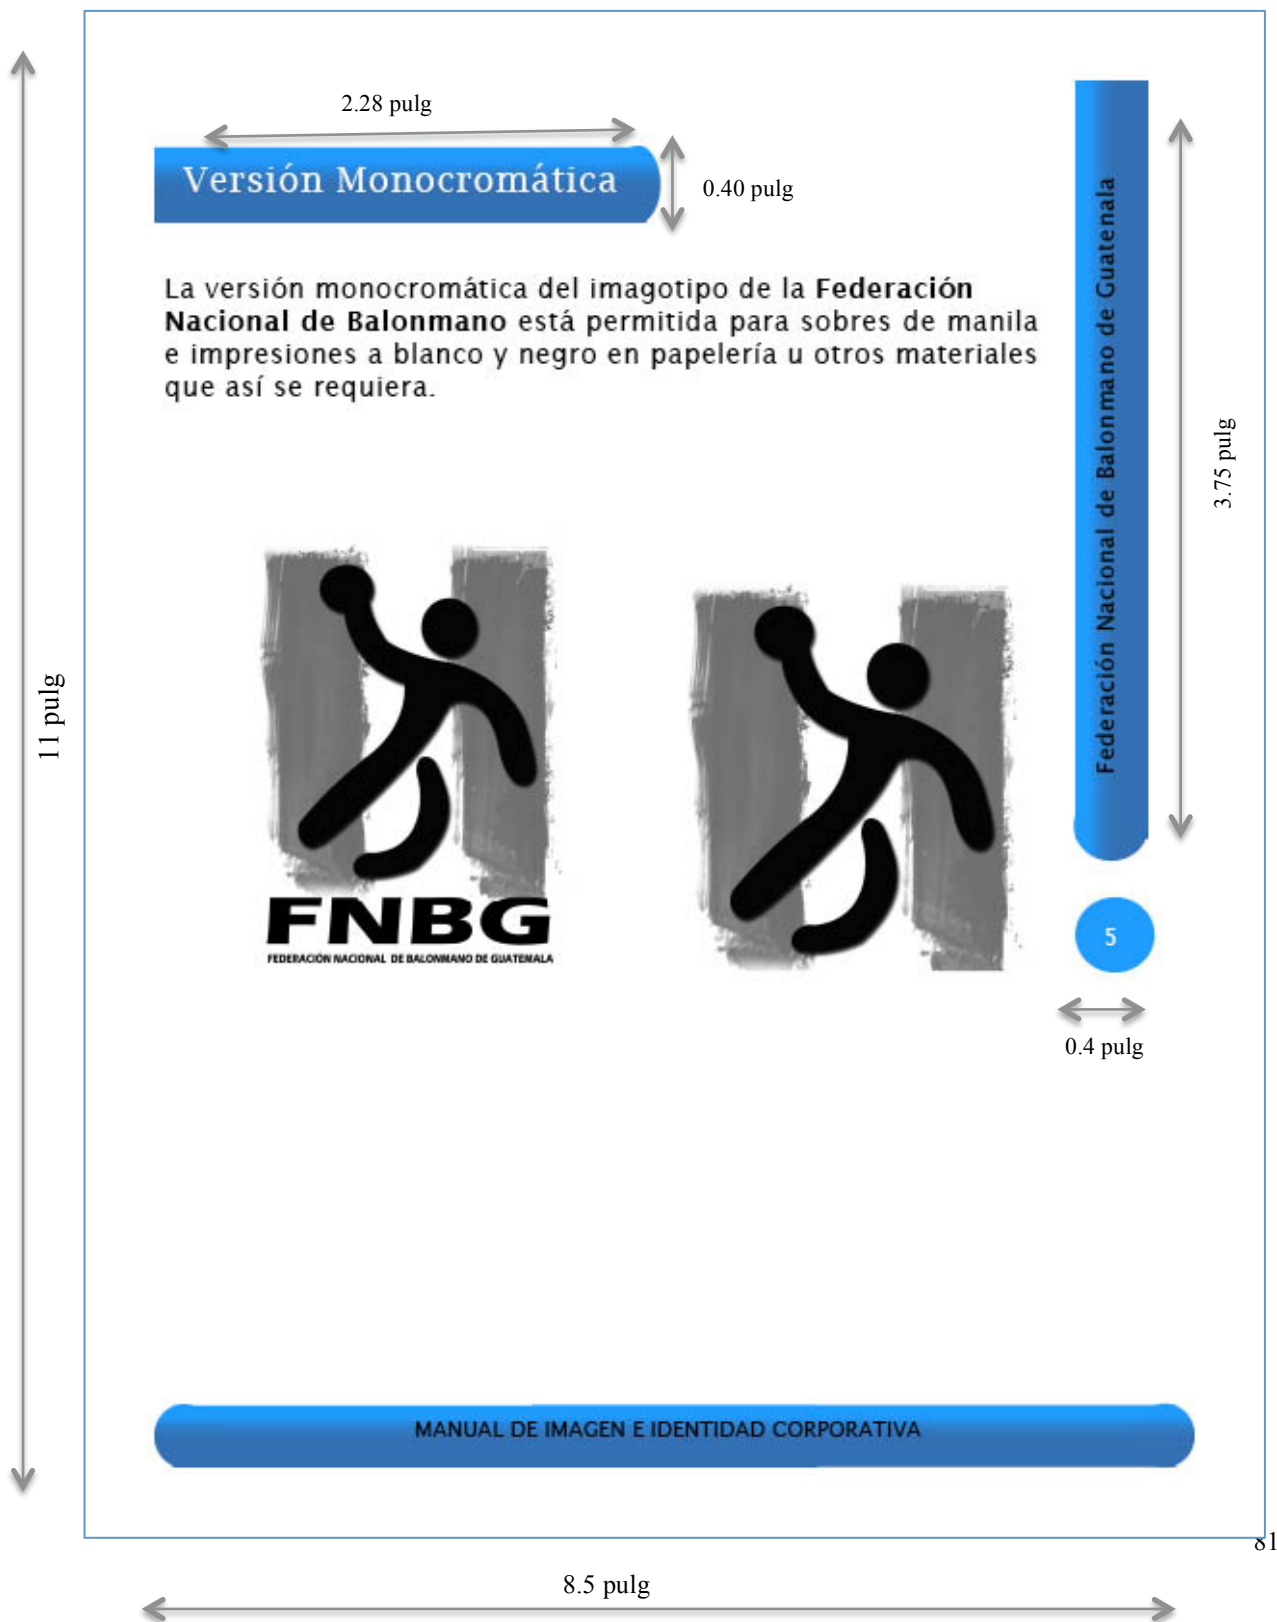 2.28 pulg
Versión Monocromática
0.40 pulg
La versión monocromática del imagotipo de la Federación
Nacional de Balonmano está permitida para sobres de manila
e impresiones a blanco y negro en papelería u otros materiales
que así se requiera.
Federación Nacional de Balonmano de Guatenala
3.75 pulg
11 pulg
FNBG
FEDERACIÓN NACIONAL DE BALONMANO DE GUATEMALA
5
0.4 pulg
MANUAL DE IMAGEN E IDENTIDAD CORPORATIVA
81
8.5 pulg